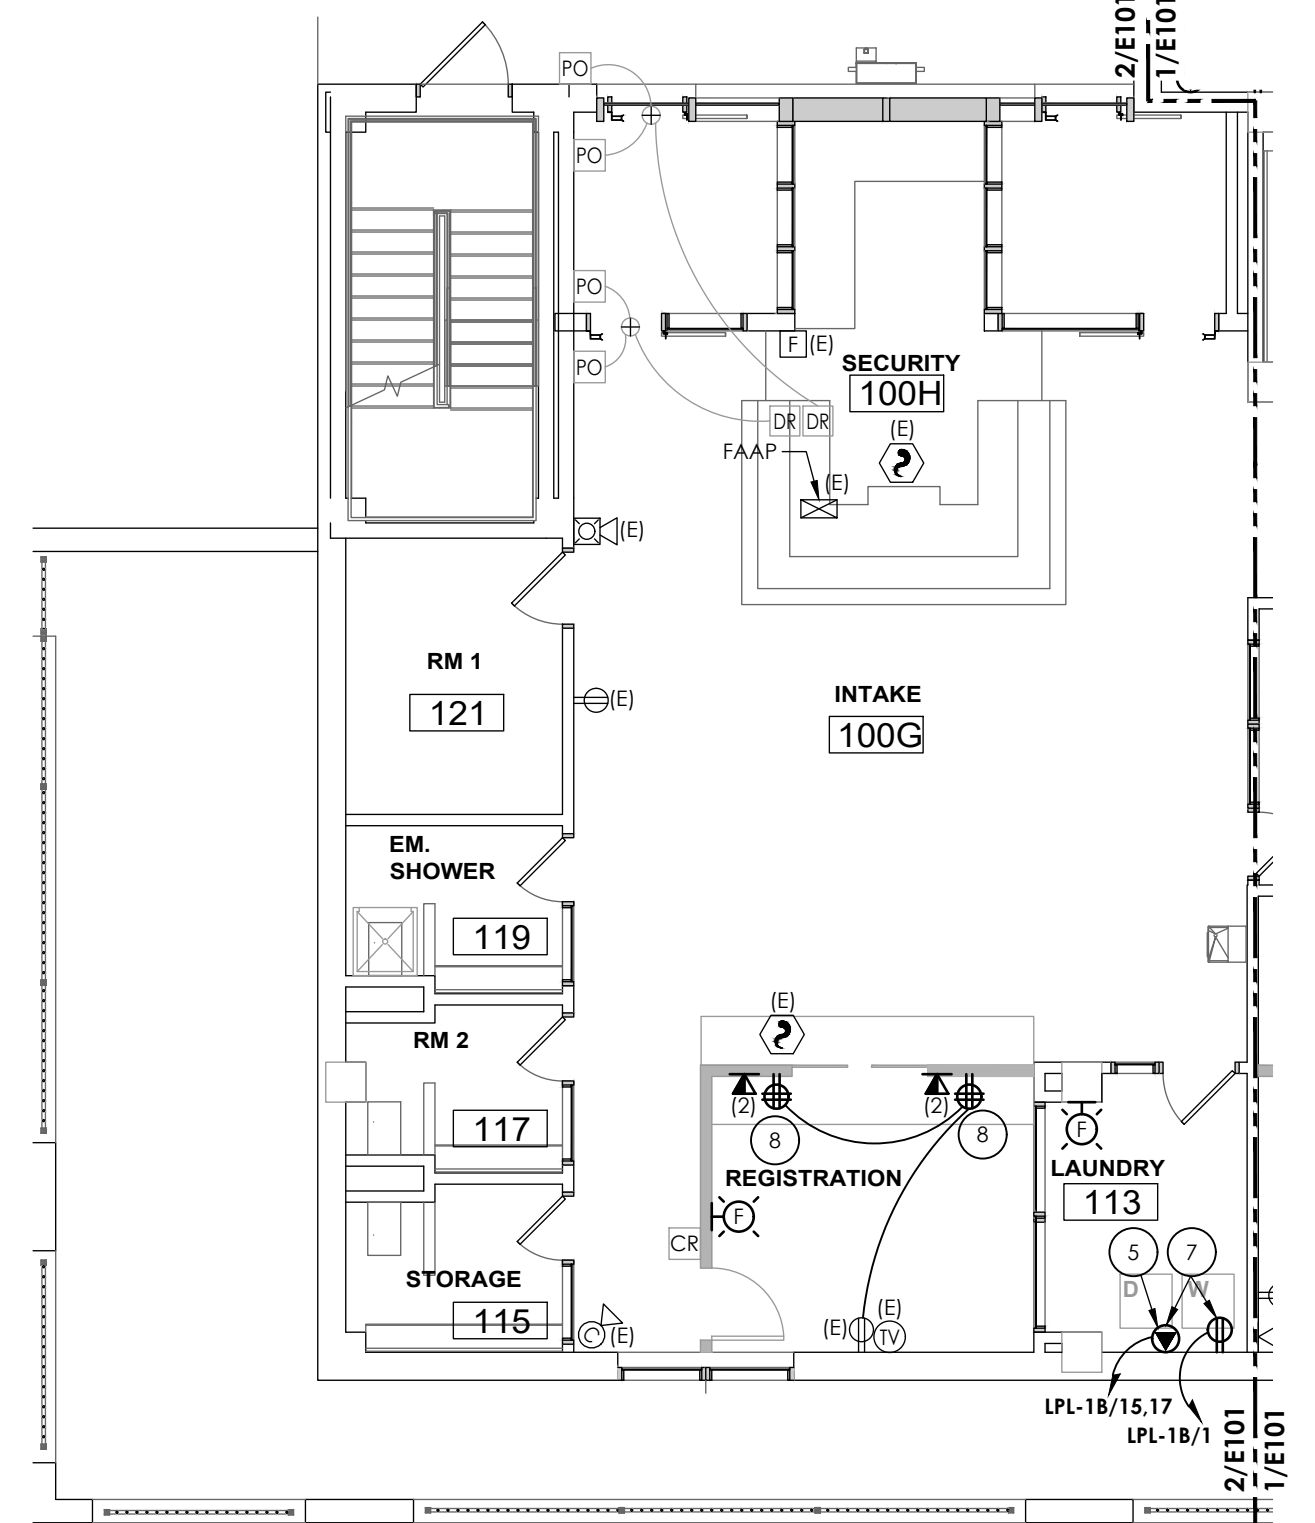 2/E101
1/E101
PO
PO
PO
PO
F
(E)
SECURITY
100H
DR
DR
(E)
FAAP
(E)
(E)
RM 1
121
(E)
INTAKE
100G
EM.
SHOWER
119
(E)
RM 2
(2)
(2)
117
8
8
F
REGISTRATION
LAUNDRY
113
F
CR
5
7
STORAGE
D
W
115
C
(E)
(E)
(E)
TV
LPL-1B/15,17
LPL-1B/1
2/E101
1/E101